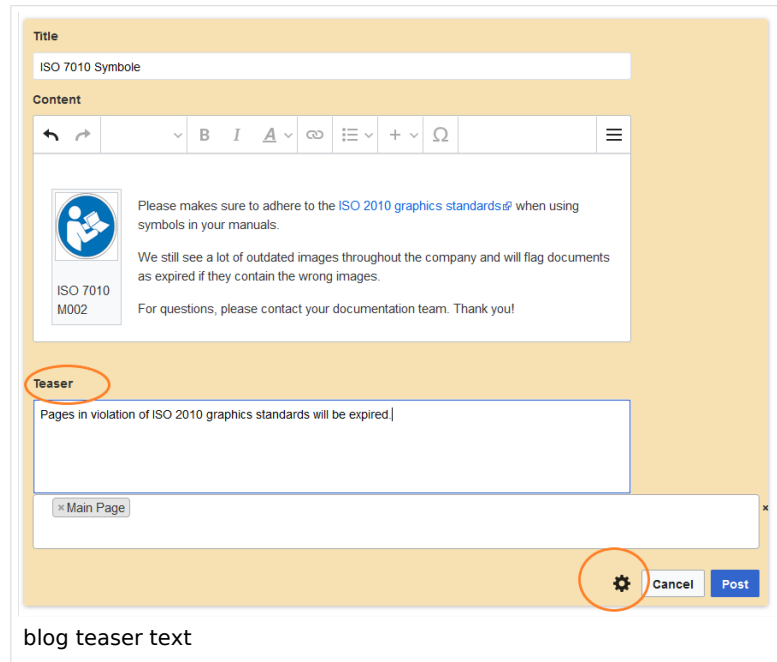 Title
ISO 7010 Symbole
Content
B I A Ω
Please makes sure to adhere to the ISO 2010 graphics standards when using
symbols in your manuals.
We still see a lot of outdated images throughout the company and will flag documents
as expired if they contain the wrong images.
ISO 7010
M002
For questions, please contact your documentation team. Thank you!
Teaser
Pages in violation of ISO 2010 graphics standards will be expired.
× Main Page
×
Cancel Post
blog teaser text